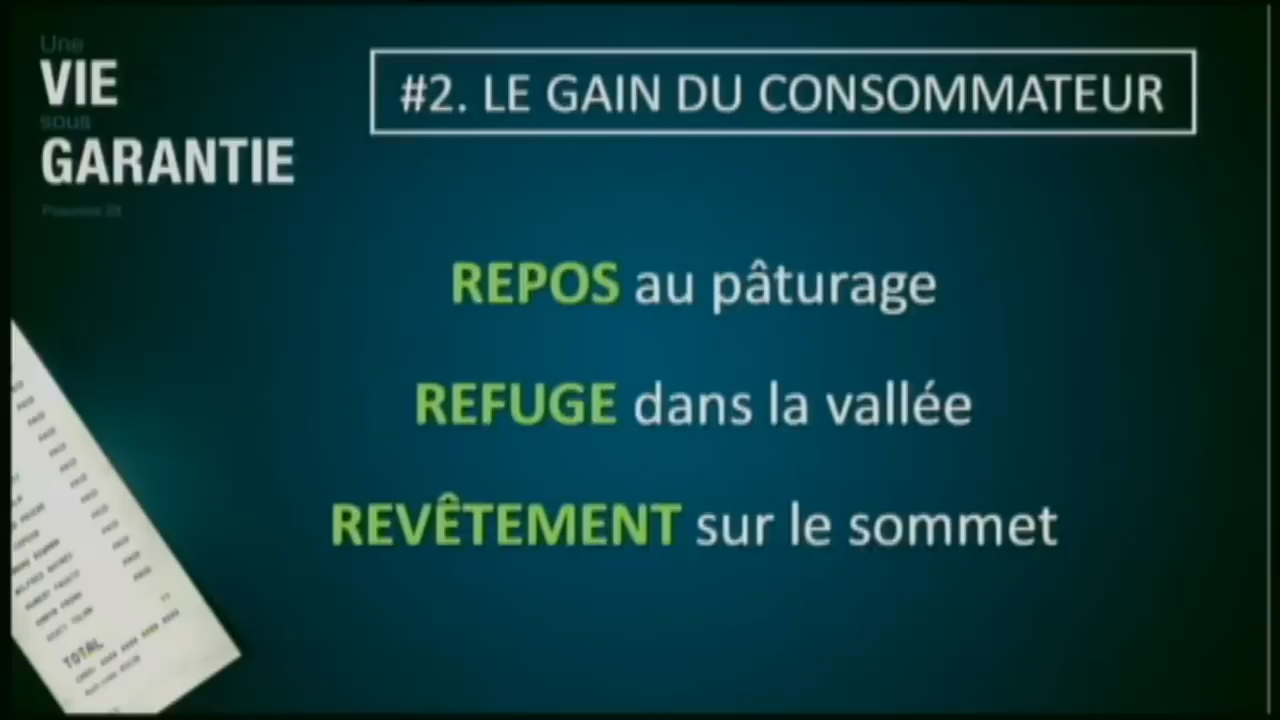 Une
VIE
sous
GARANTIE
#2. LE GAIN DU CONSOMMATEUR
REPOS au pâturage
REFUGE dans la vallée
REVÊTEMENT sur le sommet
TOTAL